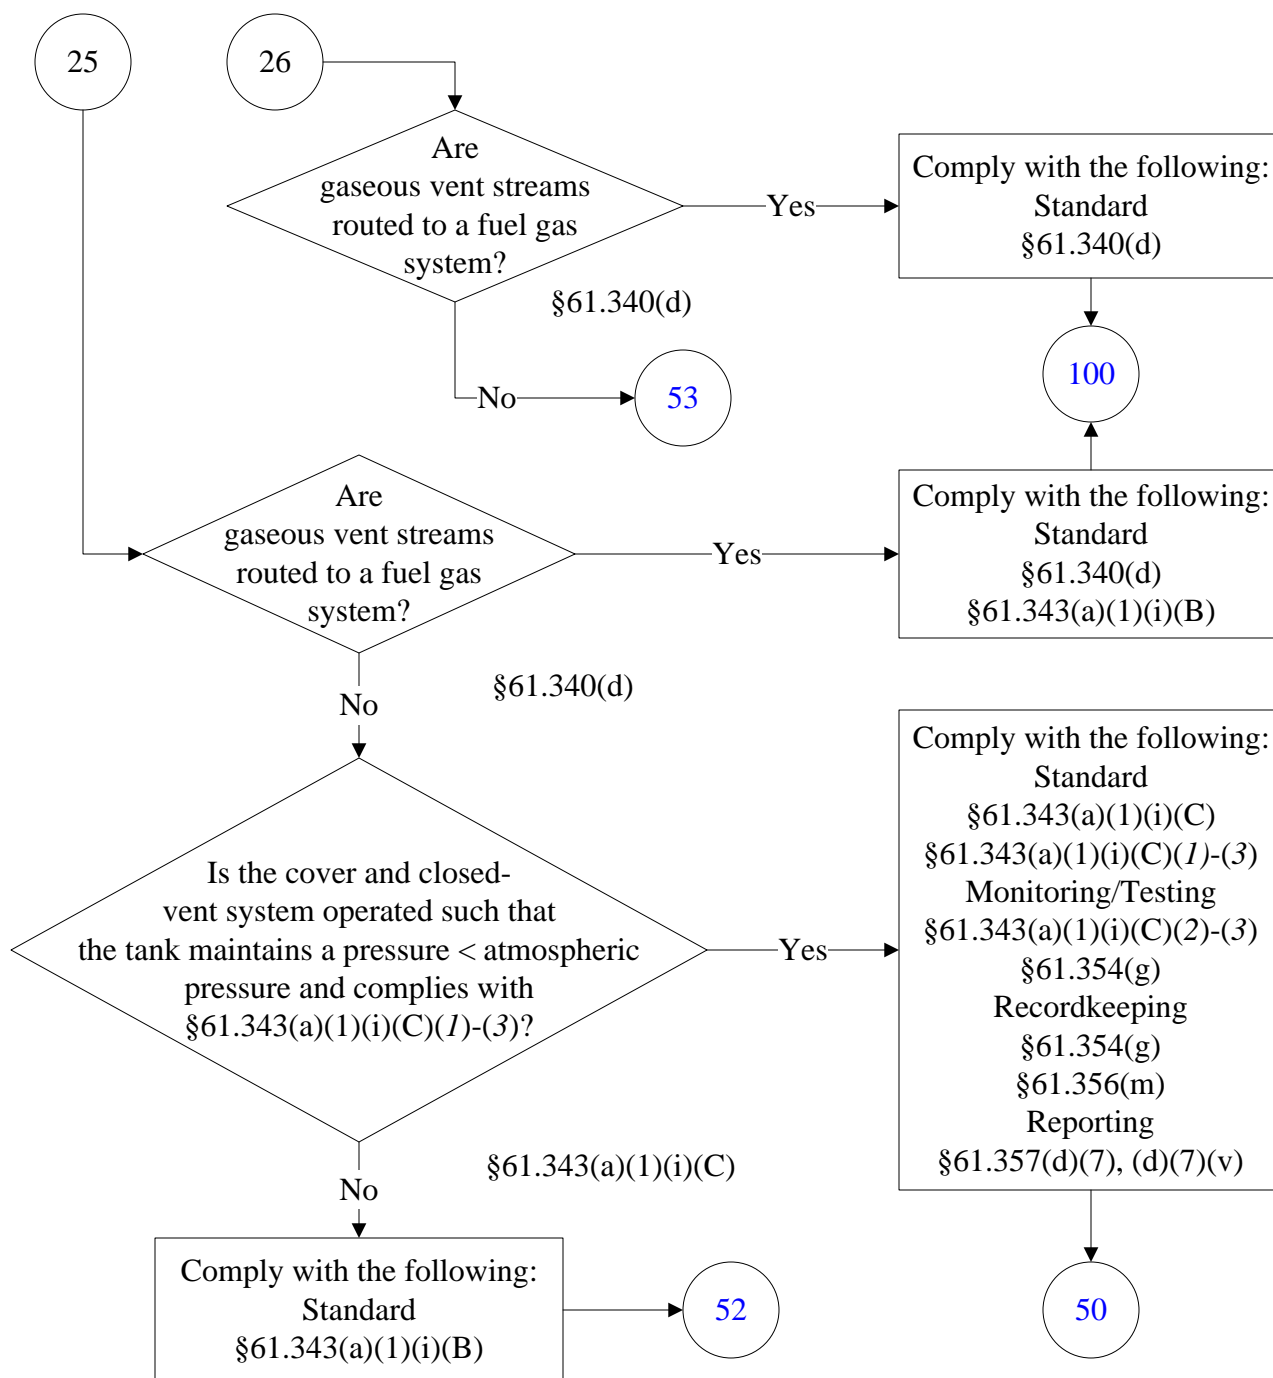 25
26
Are
gaseous vent streams
routed to a fuel gas
system?
§61.340(d)
Yes
Comply with the following:
Standard
§61.340(d)
100
No
53
Are
gaseous vent streams
routed to a fuel gas
system?
§61.340(d)
Yes
Comply with the following:
Standard
§61.340(d)
§61.343(a)(1)(i)(B)
No
Is the cover and closed-
vent system operated such that
the tank maintains a pressure < atmospheric
pressure and complies with
§61.343(a)(1)(i)(C)(1)-(3)?
§61.343(a)(1)(i)(C)
Yes
Comply with the following:
Standard
§61.343(a)(1)(i)(C)
§61.343(a)(1)(i)(C)(1)-(3)
Monitoring/Testing
§61.343(a)(1)(i)(C)(2)-(3)
§61.354(g)
Recordkeeping
§61.354(g)
§61.356(m)
Reporting
§61.357(d)(7), (d)(7)(v)
50
No
Comply with the following:
Standard
§61.343(a)(1)(i)(B)
52